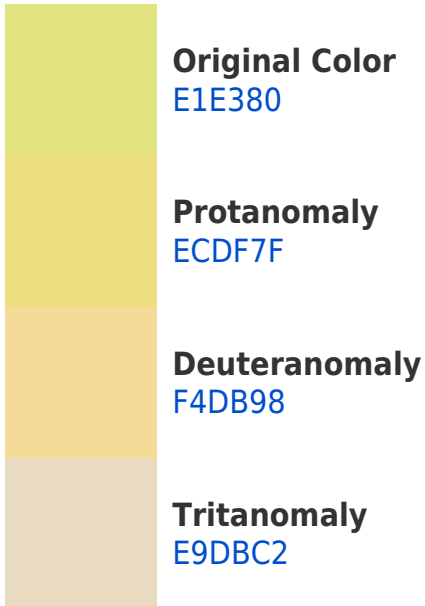 Original Color
E1E380
Protanomaly
ECDF7F
Deuteranomaly
F4DB98
Tritanomaly
E9DBC2